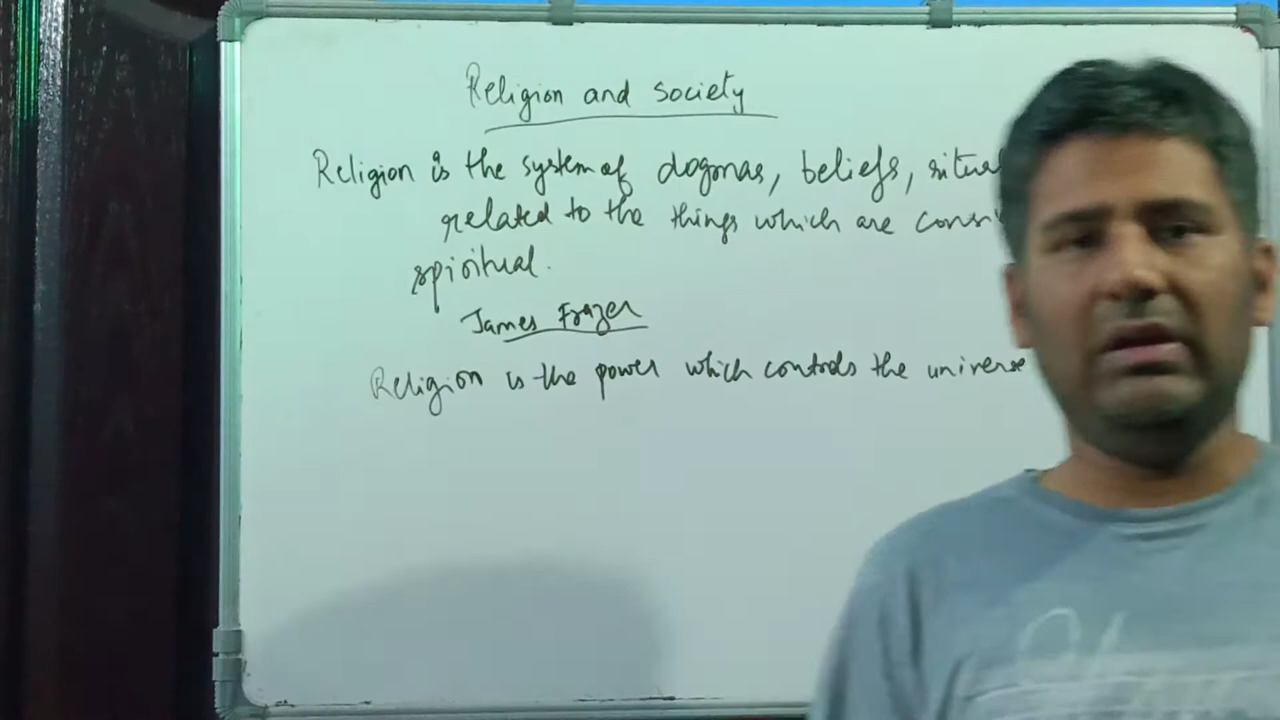 Religion and society
Religion is the system of dogmas, beliefs,
related to the things which are
spiritual.
James Frazer
Religion is the power which controls the universe